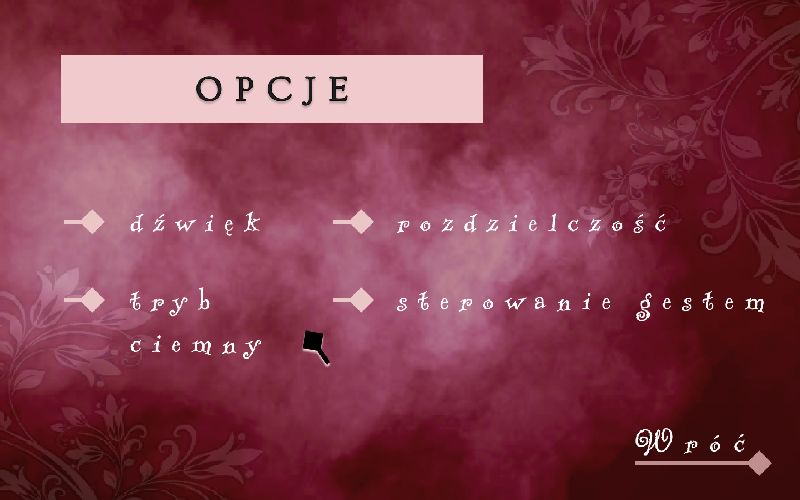 OPCJE
dźwięk
rozdzielczość
tryb
ciemny
sterowanie gestem
Wróć